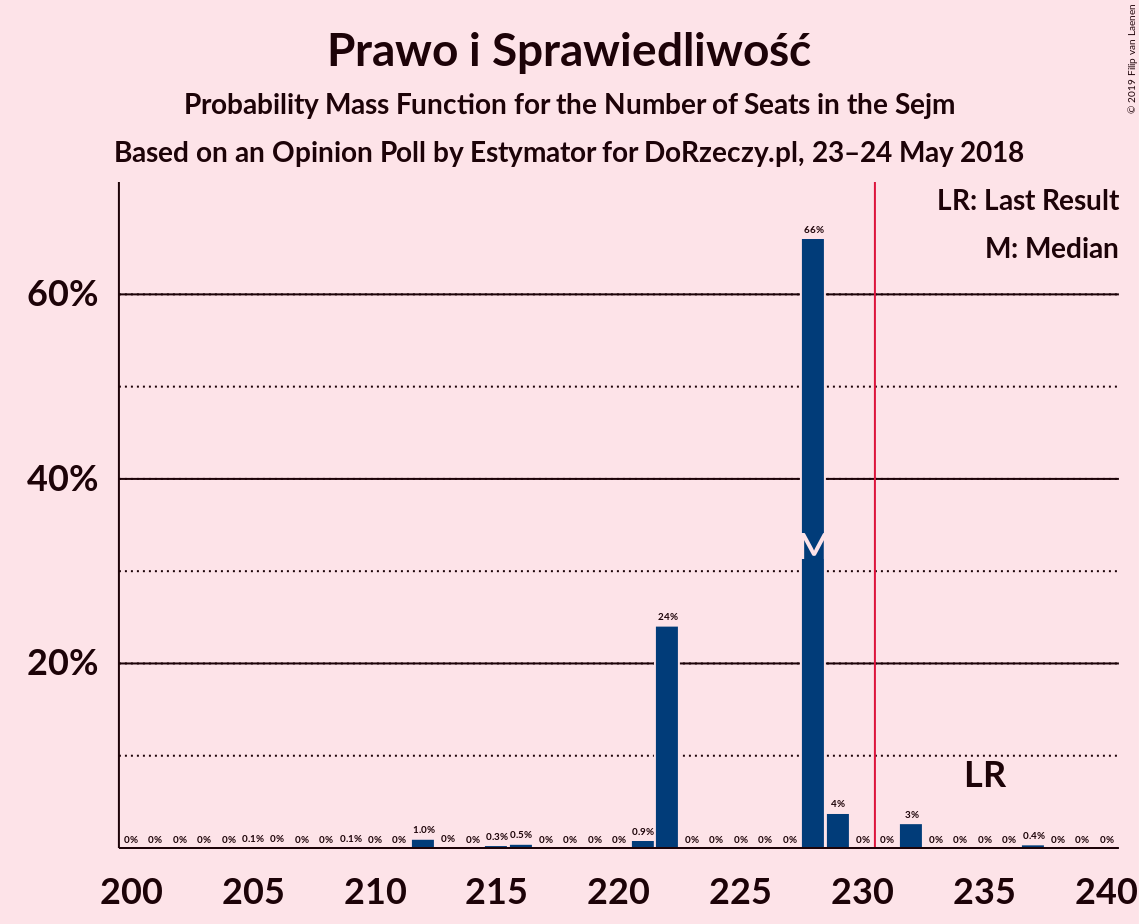 Prawo i Sprawiedliwość
Probability Mass Function for the Number of Seats in the Sejm
Based on an Opinion Poll by Estymator for DoRzeczy.pl, 23–24 May 2018
© 2019 Filip van Laenen
LR: Last Result
M: Median
66%
60%
40%
M
24%
20%
LR
4%
3%
0% 0% 0% 0% 0% 0.1% 0% 0% 0% 0.1% 0% 0% 1.0% 0% 0% 0.3% 0.5% 0% 0% 0% 0% 0.9% 0% 0% 0% 0% 0% 0% 0% 0% 0% 0% 0% 0.4% 0% 0% 0%
200 205 210 215 220 225 230 235 240